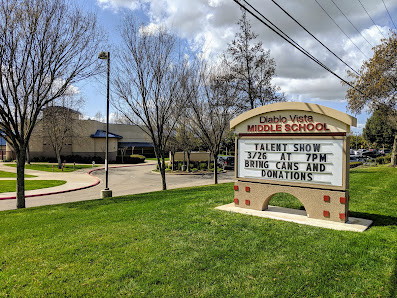 Diablo Vista
MIDDLE SCHOOL
TALENT SHOW
3/26 AT 7PM
BRING CANS AND
DONATIONS